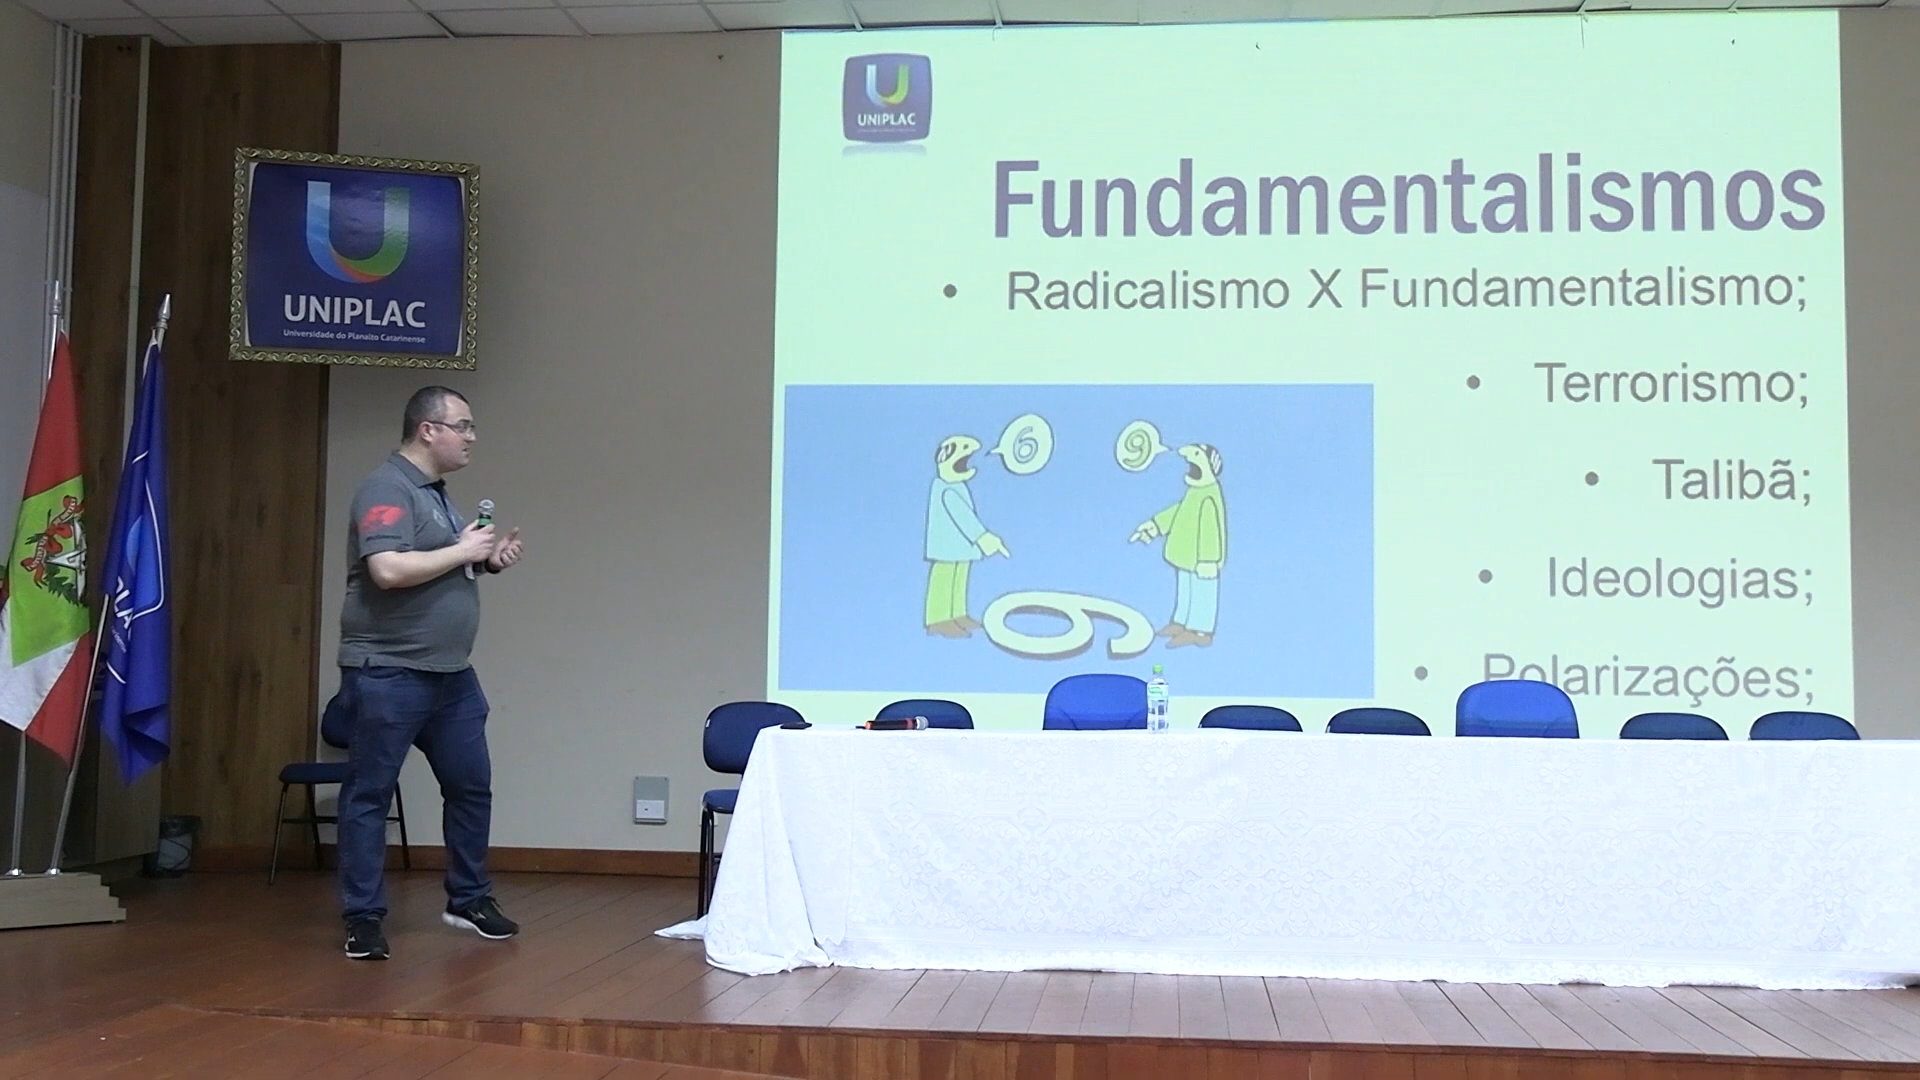 UNIPLAC
Fundamentalismos
• Radicalismo X Fundamentalismo;
• Terrorismo;
• Talibã;
• Ideologias;
• Polarizações;
6
9
UNIPLAC
Universidade do Planalto Catarinense